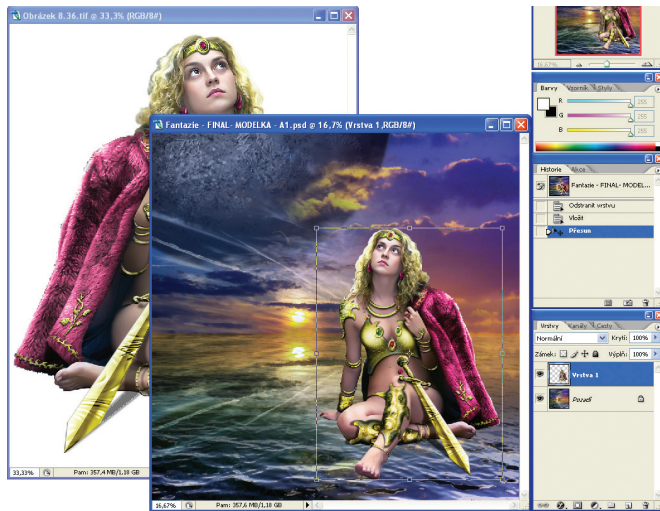 Obrázek 8.36.tif @ 33,3% (RGB/8#)
Fantazie - FINAL- MODELKA - A1.psd @ 16,7% (Vrstva 1,RGB/8#)
33,33%
Pam: 357,4 MB/1,18 GB
16,67%
Pam: 357,6 MB/1,18 GB
16,67%
Barvy Vzorník Styly
R 255
G 255
B 255
Historie Akce
Fantazie - FINAL- MODEL...
Odstranit vrstvu
Vložit
Přesun
Vrstvy Kanály Cesty
Normální Krytí: 100%
Zámek: Výplň: 100%
Vrstva 1
Pozadí